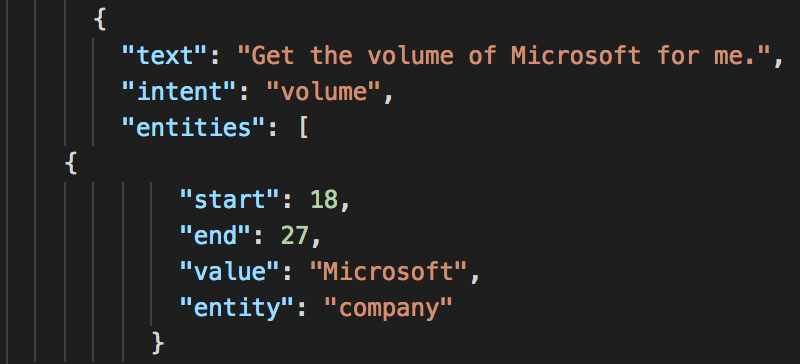 {
"text": "Get the volume of Microsoft for me.",
"intent": "volume",
"entities": [
{
"start": 18,
"end": 27,
"value": "Microsoft",
"entity": "company"
}